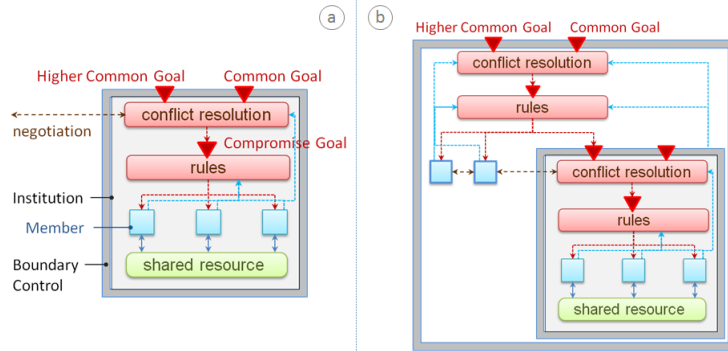 a
Higher Common Goal
Common Goal
conflict resolution
negotiation
Compromise Goal
rules
Institution
Member
Boundary
Control
shared resource
b
Higher Common Goal
Common Goal
conflict resolution
rules
conflict resolution
rules
shared resource